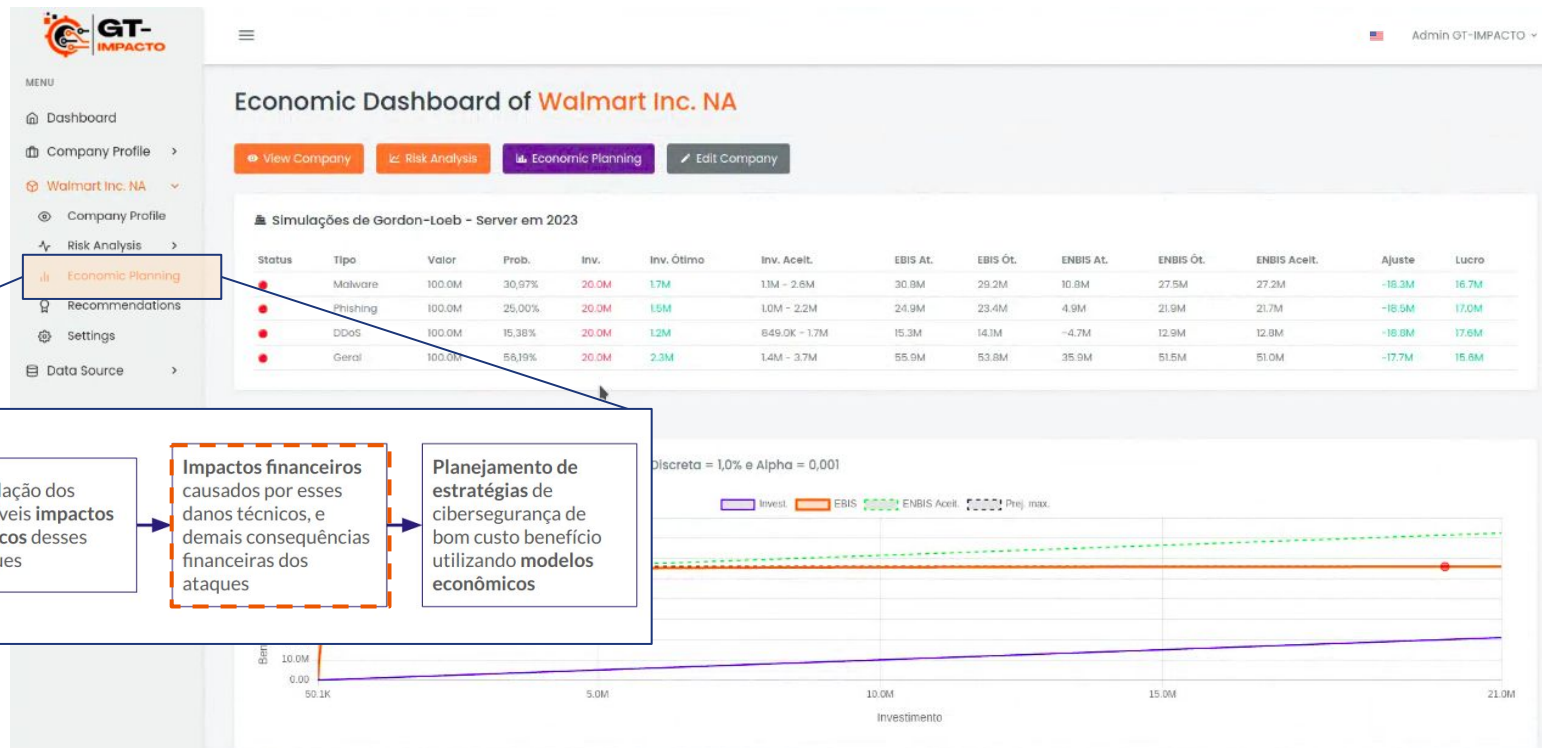 GT-
IMPACTO
Admin GT-IMPACTO
MENU
Dashboard
Company Profile
Walmart Inc. NA
Company Profile
Risk Analysis
Economic Planning
Recommendations
Settings
Data Source
Economic Dashboard of Walmart Inc. NA
View Company Risk Analysis Economic Planning Edit Company
Simulações de Gordon-Loeb - Server em 2023
Status Tipo Valor Prob. Inv. Inv. Ótimo Inv. Aceit. EBIS At. EBIS Ót. ENBIS At. ENBIS Ót. ENBIS Aceit. Ajuste Lucro
Malware 100.0M 30,97% 20.0M 1.7M 1.1M - 2.6M 30.8M 29.2M 10.8M 27.5M 27.2M -18.3M 16.7M
Phishing 100.0M 25,00% 20.0M 1.5M 1.0M - 2.2M 24.9M 23.4M 4.9M 21.9M 21.7M -18.5M 17.0M
DDoS 100.0M 15,38% 20.0M 1.2M 849.0K - 1.7M 15.3M 14.1M -4.7M 12.9M 12.8M -18.8M 17.6M
Geral 100.0M 56,19% 20.0M 2.3M 1.4M - 3.7M 55.9M 53.8M 35.9M 51.5M 51.0M -17.7M 15.6M
lação dos
veis impactos
cos desses
ues
Impactos financeiros
causados por esses
danos técnicos, e
demais consequências
financeiras dos
ataques
Planejamento de
estratégias de
cibersegurança de
bom custo benefício
utilizando modelos
econômicos
Discreta = 1,0% e Alpha = 0,001
Invest. EBIS ENBIS Aceit. Prej. max.
Ben
10.0M
0.00
50.1K 5.0M 10.0M 15.0M 21.0M
Investimento